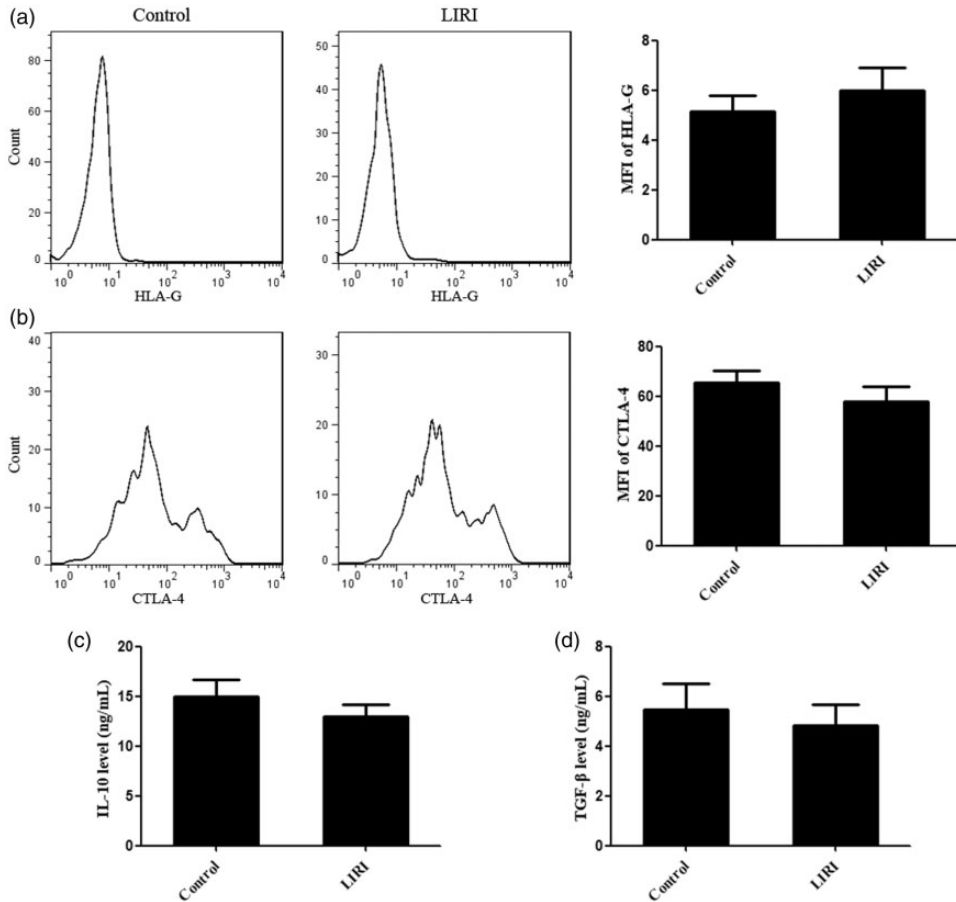 (a)
Control
LIRI
Count
80
60
40
20
0
10^0 10^1 10^2 10^3 10^4
HLA-G
50
40
30
20
10
0
10^0 10^1 10^2 10^3 10^4
HLA-G
MFI of HLA-G
8
6
4
2
0
Control
LIRI
(b)
Count
40
30
20
10
0
10^0 10^1 10^2 10^3 10^4
CTLA-4
30
20
10
0
10^0 10^1 10^2 10^3 10^4
CTLA-4
MFI of CTLA-4
80
60
40
20
0
Control
LIRI
(c)
IL-10 level (ng/mL)
20
15
10
5
0
Control
LIRI
(d)
TGF-β level (ng/mL)
8
6
4
2
0
Control
LIRI